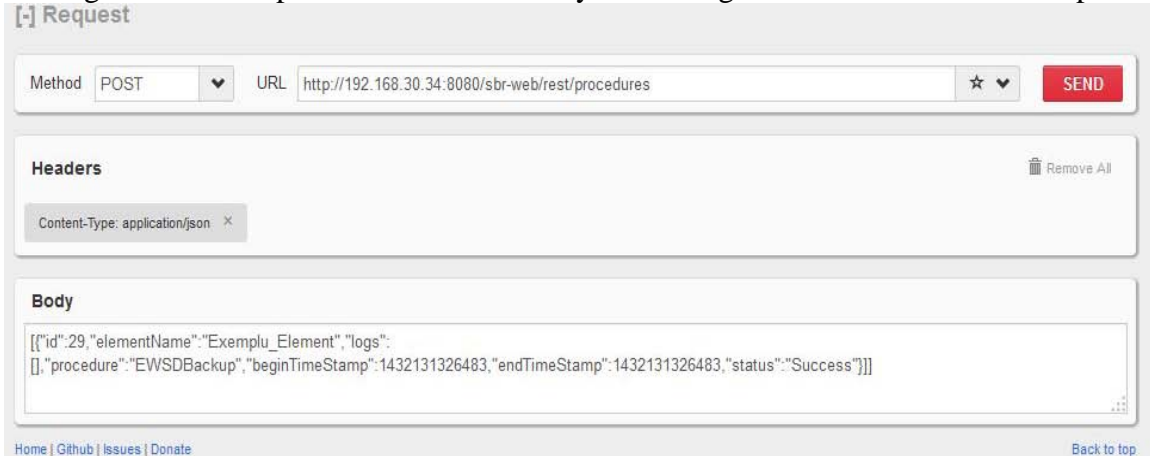 [-] Request
Method POST URL http://192.168.30.34:8080/sbr-web/rest/procedures SEND
Headers Remove All
Content-Type: application/json ×
Body
[{"id":29,"elementName":"Exemplu_Element","logs":
[],"procedure":"EWSDBackup","beginTimeStamp":1432131326483,"endTimeStamp":1432131326483,"status":"Success"}]]
Home | Github | Issues | Donate Back to top